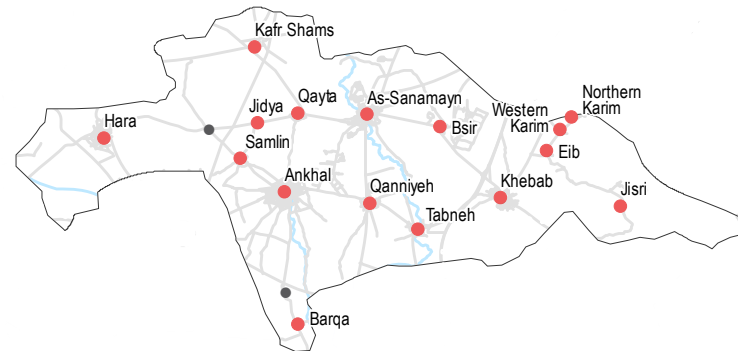 Kafr Shams
Northern
Karim
Hara
Jidya
Qayta
As-Sanamayn
Western
Karim
Bsir
Samlin
Eib
Ankhal
Qanniyeh
Khebab
Jisri
Tabneh
Barqa